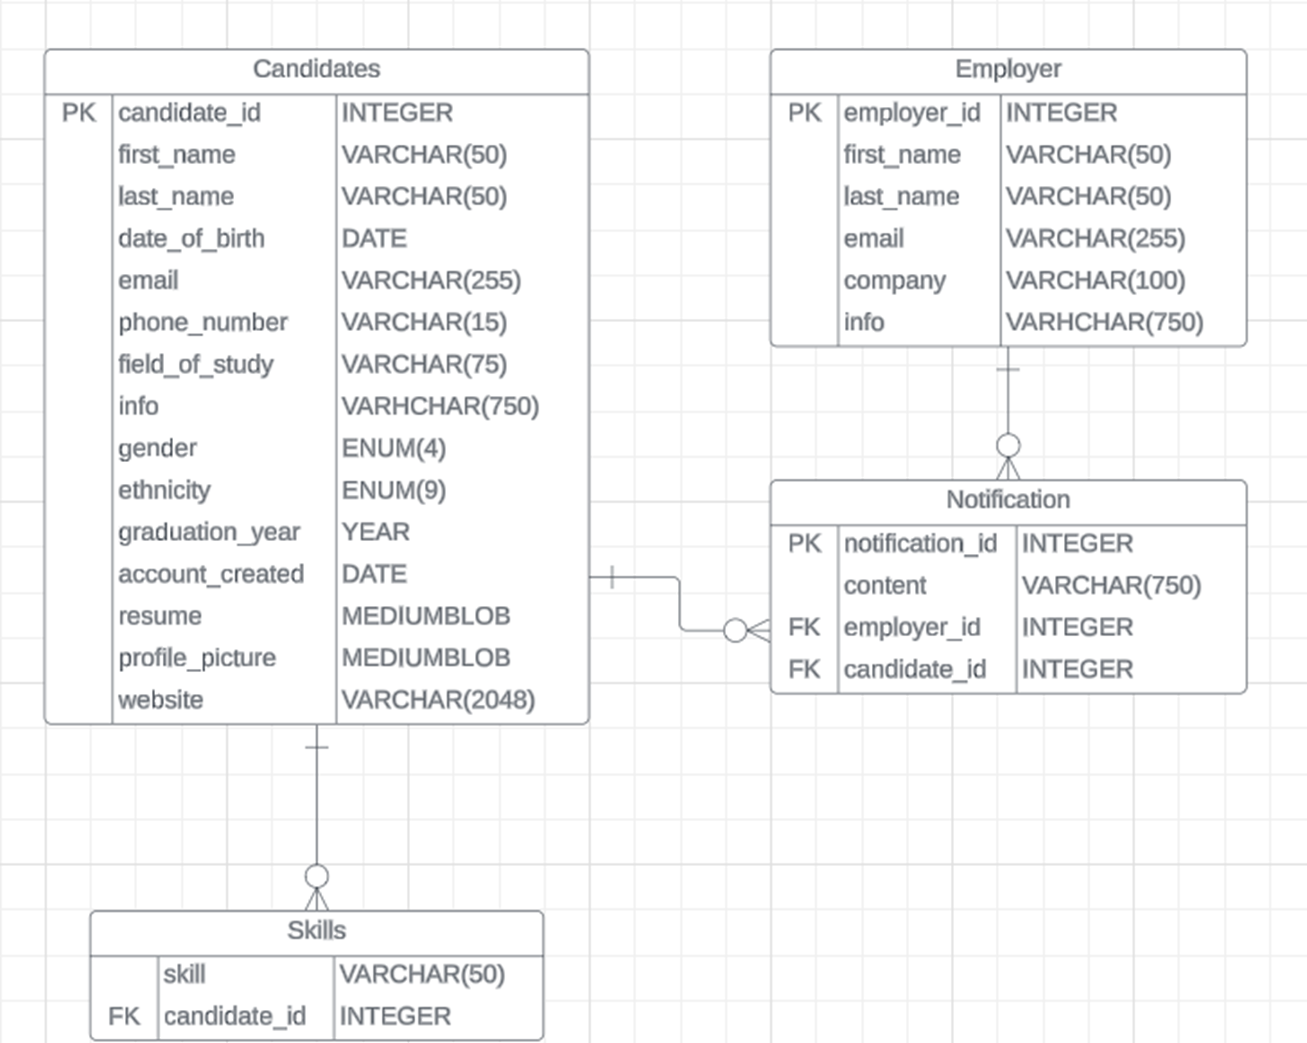 Candidates
PK candidate_id INTEGER
first_name VARCHAR(50)
last_name VARCHAR(50)
date_of_birth DATE
email VARCHAR(255)
phone_number VARCHAR(15)
field_of_study VARCHAR(75)
info VARHCHAR(750)
gender ENUM(4)
ethnicity ENUM(9)
graduation_year YEAR
account_created DATE
resume MEDIUMBLOB
profile_picture MEDIUMBLOB
website VARCHAR(2048)
Employer
PK employer_id INTEGER
first_name VARCHAR(50)
last_name VARCHAR(50)
email VARCHAR(255)
company VARCHAR(100)
info VARHCHAR(750)
Notification
PK notification_id INTEGER
content VARCHAR(750)
FK employer_id INTEGER
FK candidate_id INTEGER
Skills
skill VARCHAR(50)
FK candidate_id INTEGER